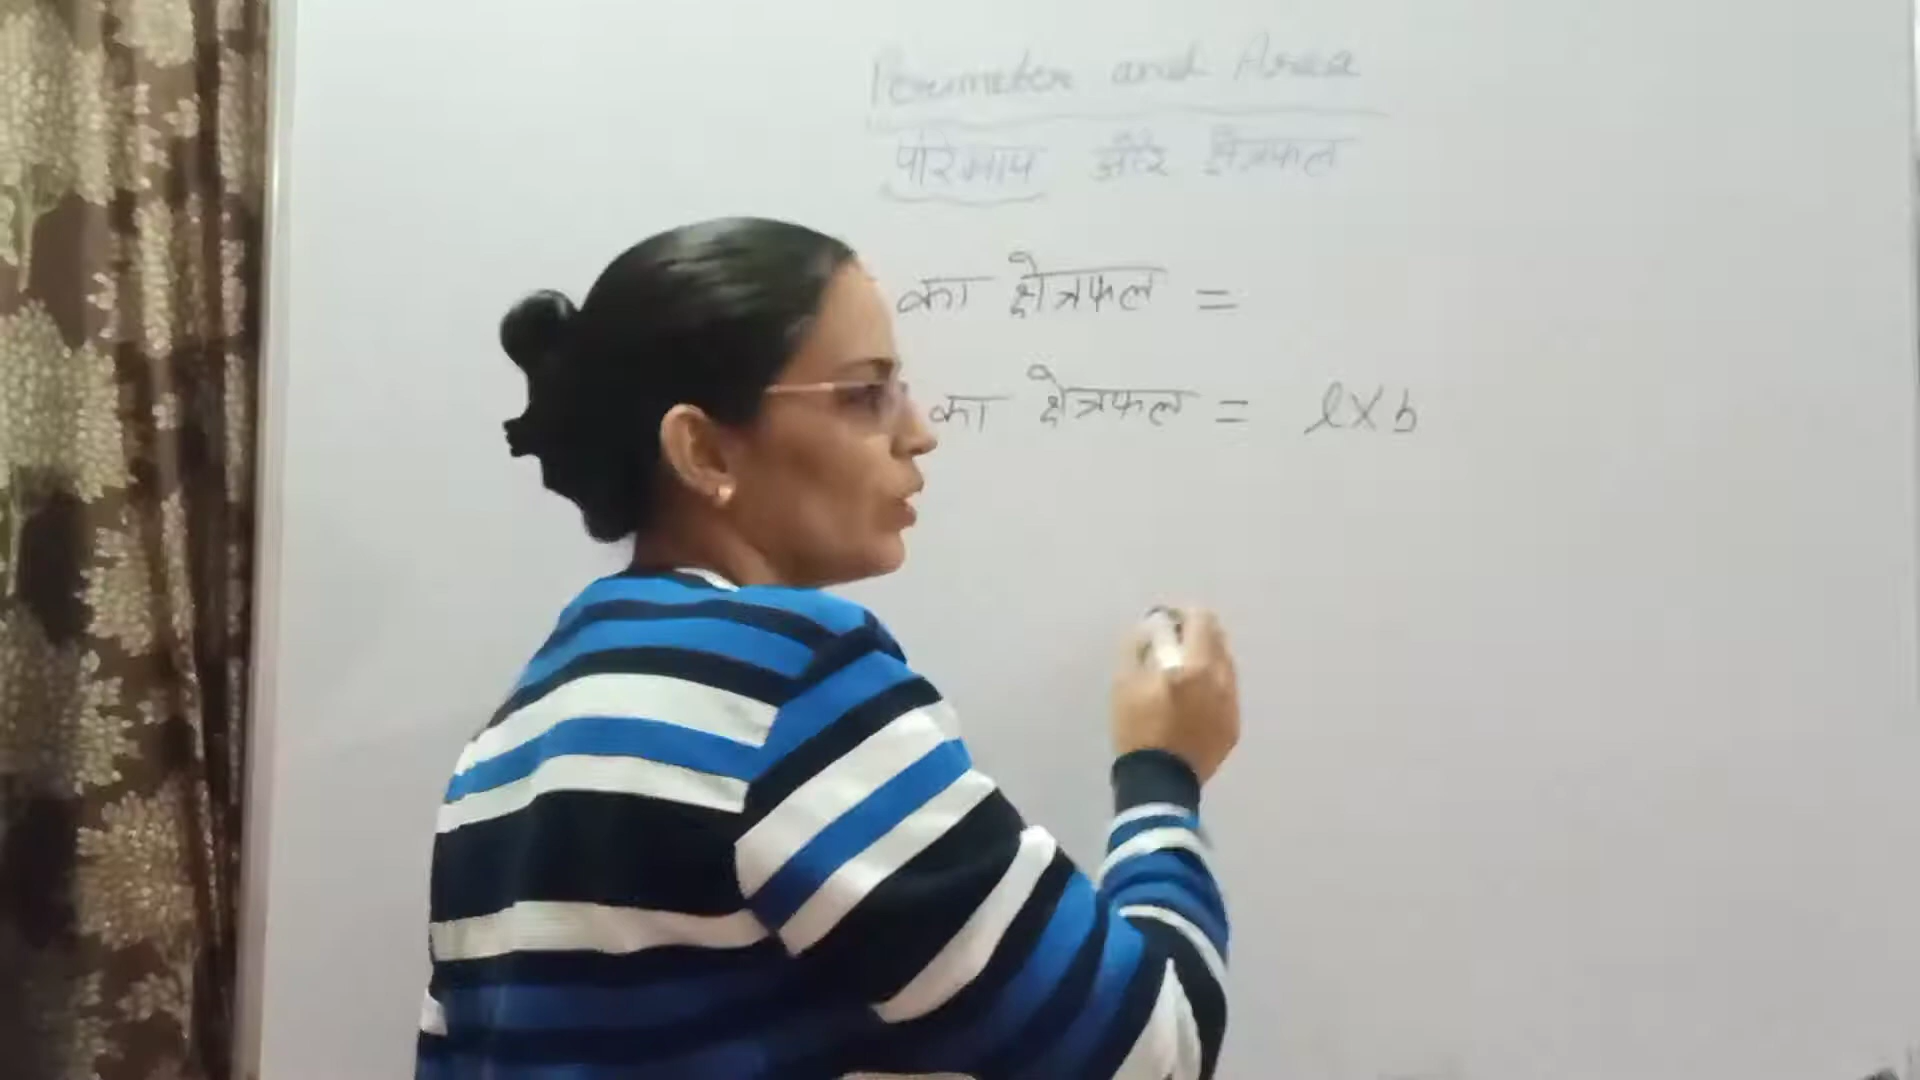 Perimeter and Area
परिमाप और क्षेत्रफल
का क्षेत्रफल =
का क्षेत्रफल = l×b